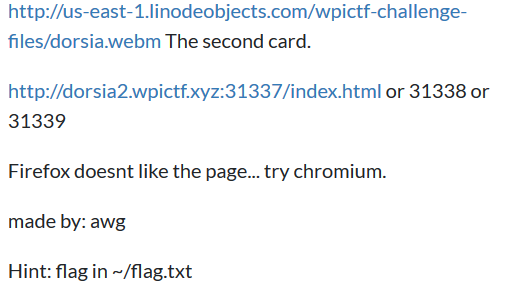 http://us-east-1.linodeobjects.com/wpictf-challenge-
files/dorsia.webm The second card.
http://dorsia2.wpictf.xyz:31337/index.html or 31338 or
31339
Firefox doesnt like the page... try chromium.
made by: awg
Hint: flag in ~/flag.txt